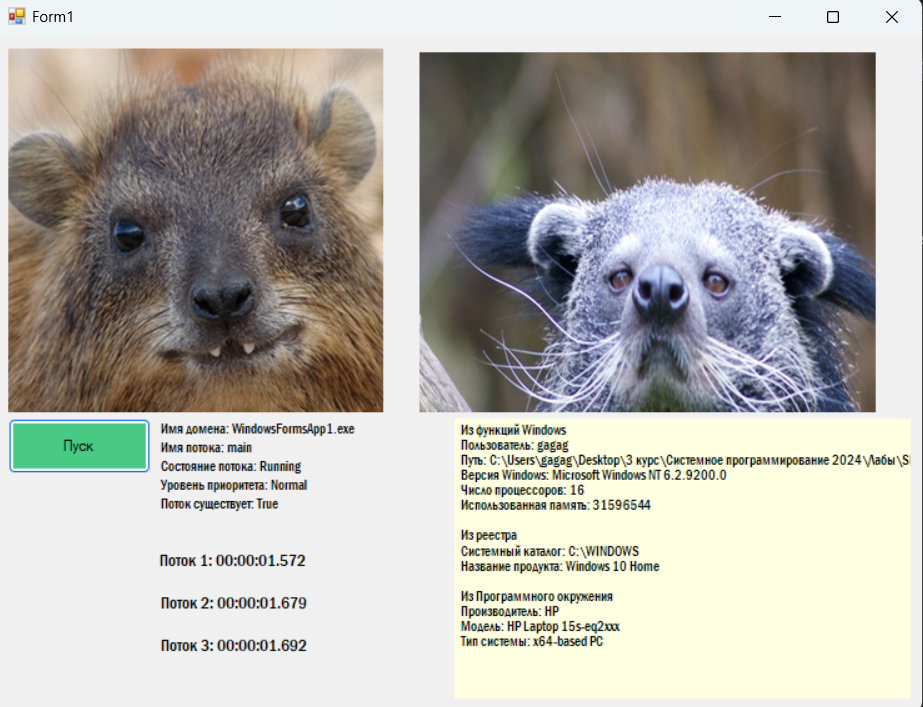 Form1
Пуск
Имя домена: WindowsFormsApp1.exe
Имя потока: main
Состояние потока: Running
Уровень приоритета: Normal
Поток существует: True
Поток 1: 00:00:01.572
Поток 2: 00:00:01.679
Поток 3: 00:00:01.692
Из функций Windows
Пользователь: gagag
Путь: C:\Users\gagag\Desktop\3 курс\Системное программирование 2024\Лабы\
Версия Windows: Microsoft Windows NT 6.2.9200.0
Число процессоров: 16
Использованная память: 31596544
Из реестра
Системный каталог: C:\WINDOWS
Название продукта: Windows 10 Home
Из Программного окружения
Производитель: HP
Модель: HP Laptop 15s-eq2xxx
Тип системы: x64-based PC